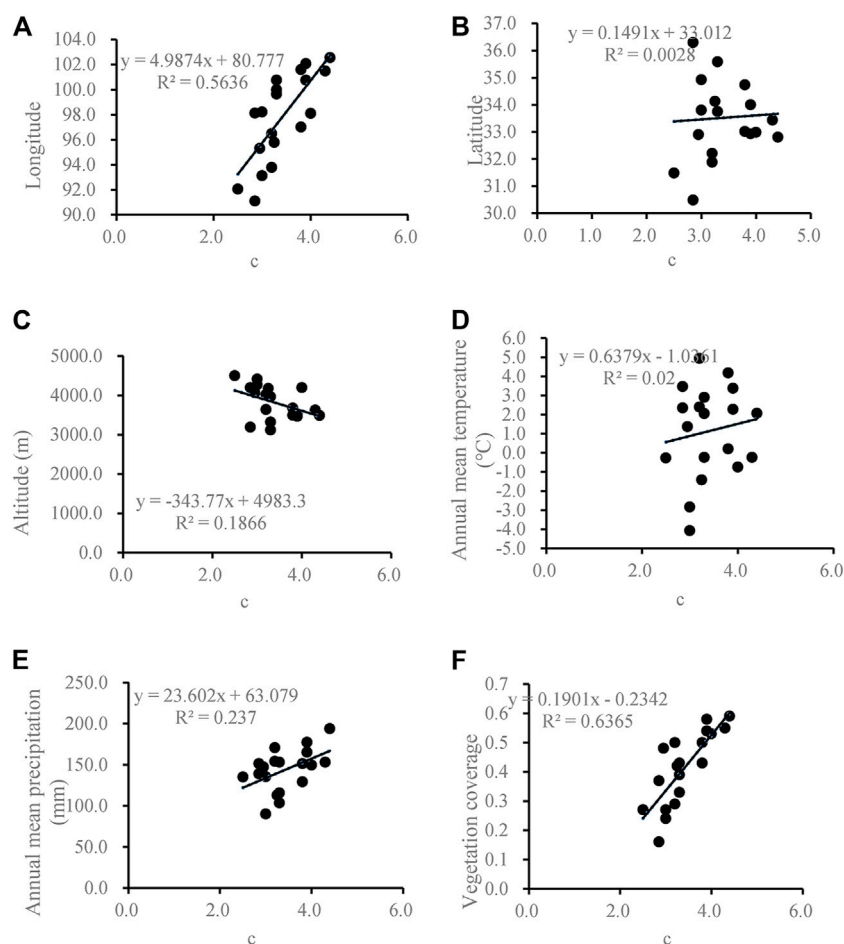 A
y = 4.9874x + 80.777
R² = 0.5636
Longitude
104.0
102.0
100.0
98.0
96.0
94.0
92.0
90.0
0.0 2.0 4.0 6.0
c
B
y = 0.1491x + 33.012
R² = 0.0028
Latitude
37.0
36.0
35.0
34.0
33.0
32.0
31.0
30.0
0.0 1.0 2.0 3.0 4.0 5.0
c
C
Altitude (m)
5000.0
4000.0
3000.0
2000.0
1000.0
0.0
y = -343.77x + 4983.3
R² = 0.1866
0.0 2.0 4.0 6.0
c
D
y = 0.6379x - 1.0361
R² = 0.02
Annual mean temperature
(°C)
6.0
5.0
4.0
3.0
2.0
1.0
0.0
-1.0
-2.0
-3.0
-4.0
-5.0
0.0 2.0 4.0 6.0
c
E
y = 23.602x + 63.079
R² = 0.237
Annual mean precipitation
(mm)
250.0
200.0
150.0
100.0
50.0
0.0
0.0 2.0 4.0 6.0
c
F
y = 0.1901x - 0.2342
R² = 0.6365
Vegetation coverage
0.7
0.6
0.5
0.4
0.3
0.2
0.1
0.0
0.0 2.0 4.0 6.0
c